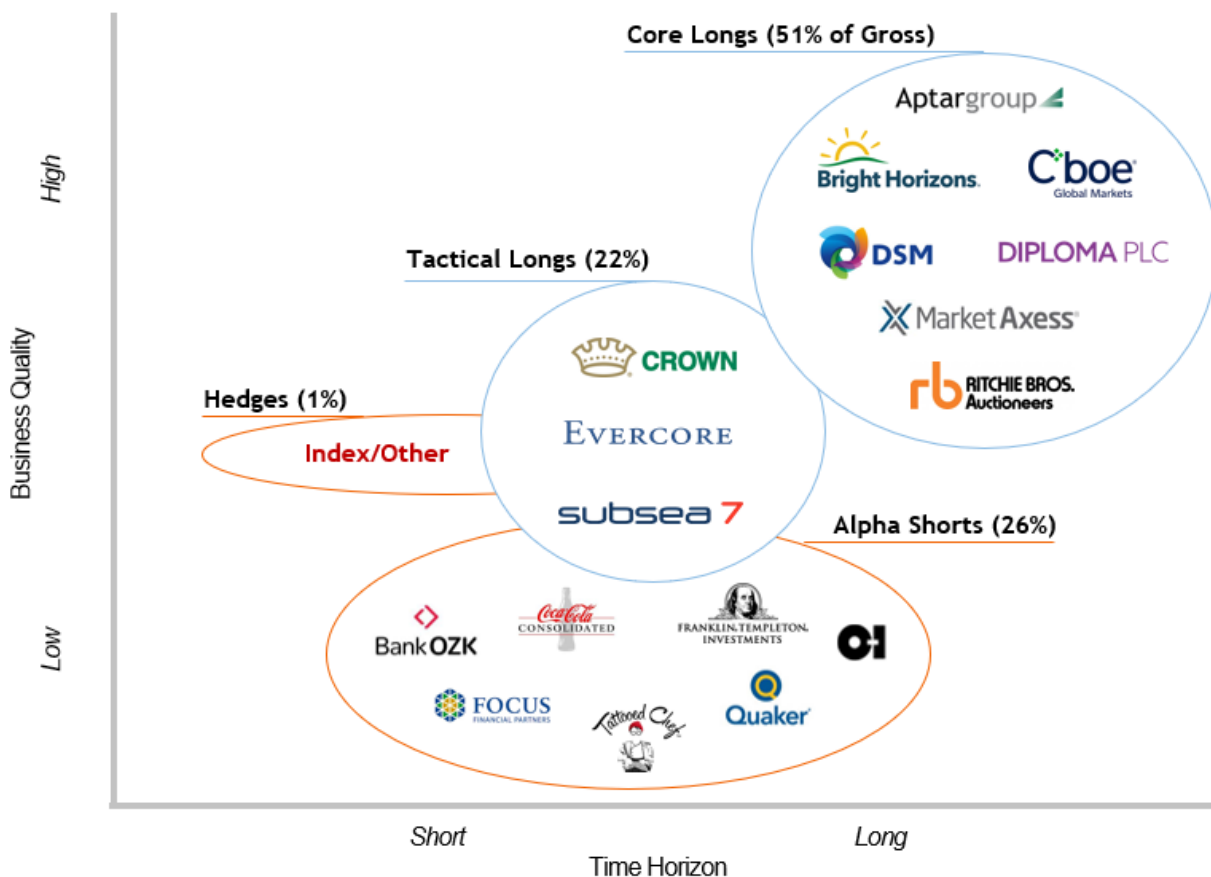 Core Longs (51% of Gross)
Aptargroup
Bright Horizons.
Cboe
Global Markets
Tactical Longs (22%)
DSM
DIPLOMA PLC
High
MarketAxess
CROWN
RITCHIE BROS.
Auctioneers
Hedges (1%)
Index/Other
EVERCORE
Business Quality
subsea 7
Alpha Shorts (26%)
Low
Bank OZK
Coca-Cola
CONSOLIDATED
FRANKLIN TEMPLETON
INVESTMENTS
O-I
FOCUS
FINANCIAL PARTNERS
Tattooed Chef
Quaker
Short
Long
Time Horizon